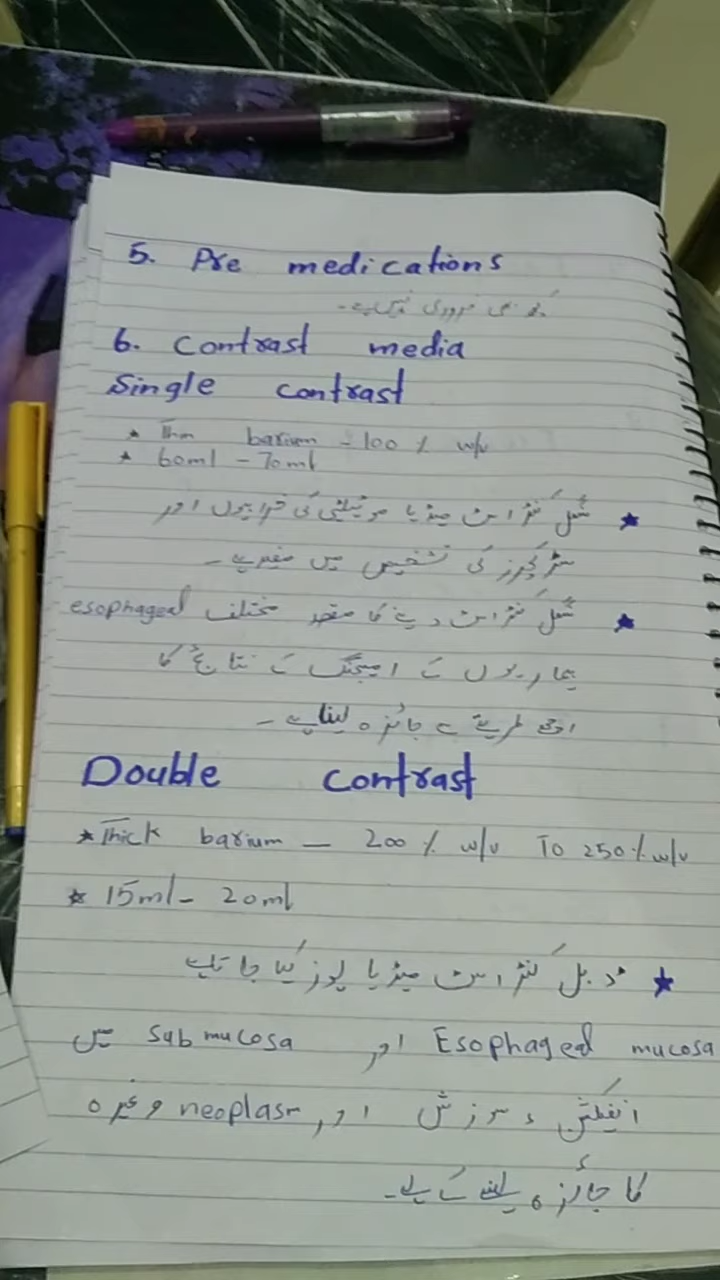 5. Pre medications
کچھ بھی ضروری نہیں ہے۔
6. Contrast media
Single contrast
★ Thin barium - 100 % w/v
★ 60ml - 70ml
★ سنگل کنٹراسٹ میڈیا موٹیلیٹی کی خرابیوں اور
سٹرکچرز کی تشخیص میں مفید ہے۔
★ سنگل کنٹراسٹ دینے کا مقصد مختلف esophageal
بیماریوں کے امیجنگ کے نتائج کا
اچھے طریقے سے جائزہ لینا ہے۔
Double contrast
★ Thick barium — 200 % w/v To 250 % w/v
★ 15ml - 20ml
★ ڈبل کنٹراسٹ میڈیا یوز کیا جاتا ہے
Esophageal mucosa اور Sub mucosa میں
انفیکشن، سوزش اور neoplasm وغیرہ
کا جائزہ لینے کے لیے۔